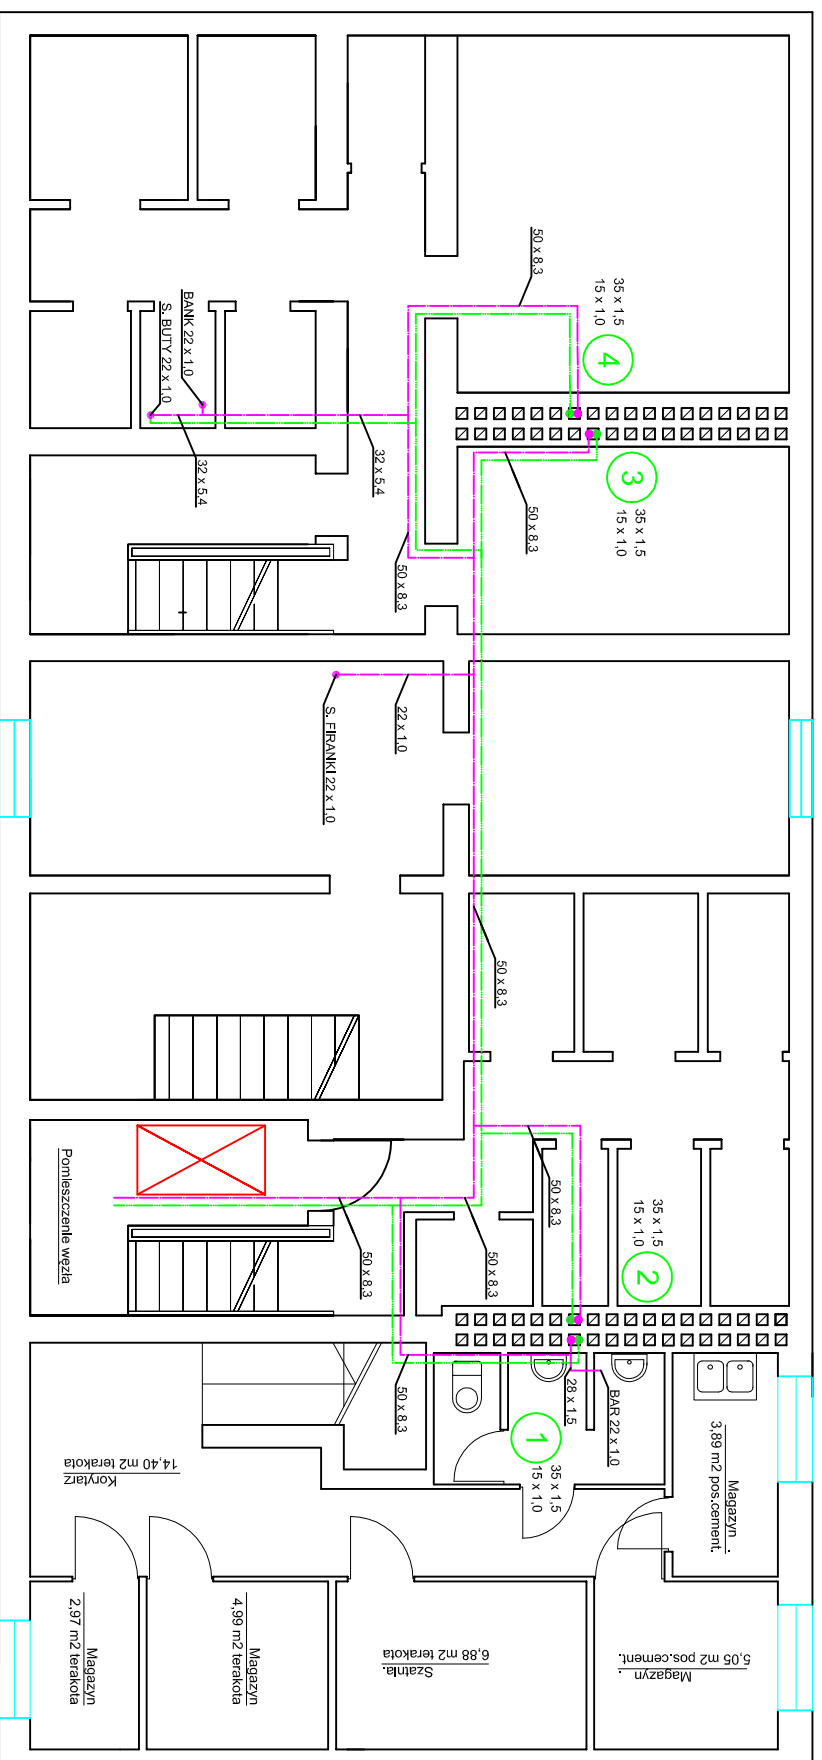 50 x 8,3
35 x 1,5
15 x 1,0
4
BANK 22 x 1,0
S. BUTY 22 x 1,0
32 x 5,4
32 x 5,4
3
35 x 1,5
15 x 1,0
50 x 8,3
50 x 8,3
22 x 1,0
S. FIRANKI 22 x 1,0
50 x 8,3
Pomieszczenie węzła
50 x 8,3
35 x 1,5
15 x 1,0
2
50 x 8,3
50 x 8,3
50 x 8,3
28 x 1,5
BAR 22 x 1,0
1
35 x 1,5
15 x 1,0
Magazyn .
3,89 m2 pos.cement.
Korytarz
14,40 m2 terakota
Magazyn
2,97 m2 terakota
Magazyn
4,99 m2 terakota
Szatnia.
6,88 m2 terakota
Magazyn .
5,05 m2 pos.cement.